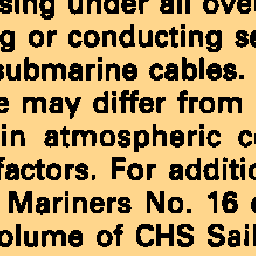 sing under all ove
g or conducting se
submarine cables.
e may differ from
in atmospheric c
factors. For additio
Mariners No. 16
olume of CHS Sail